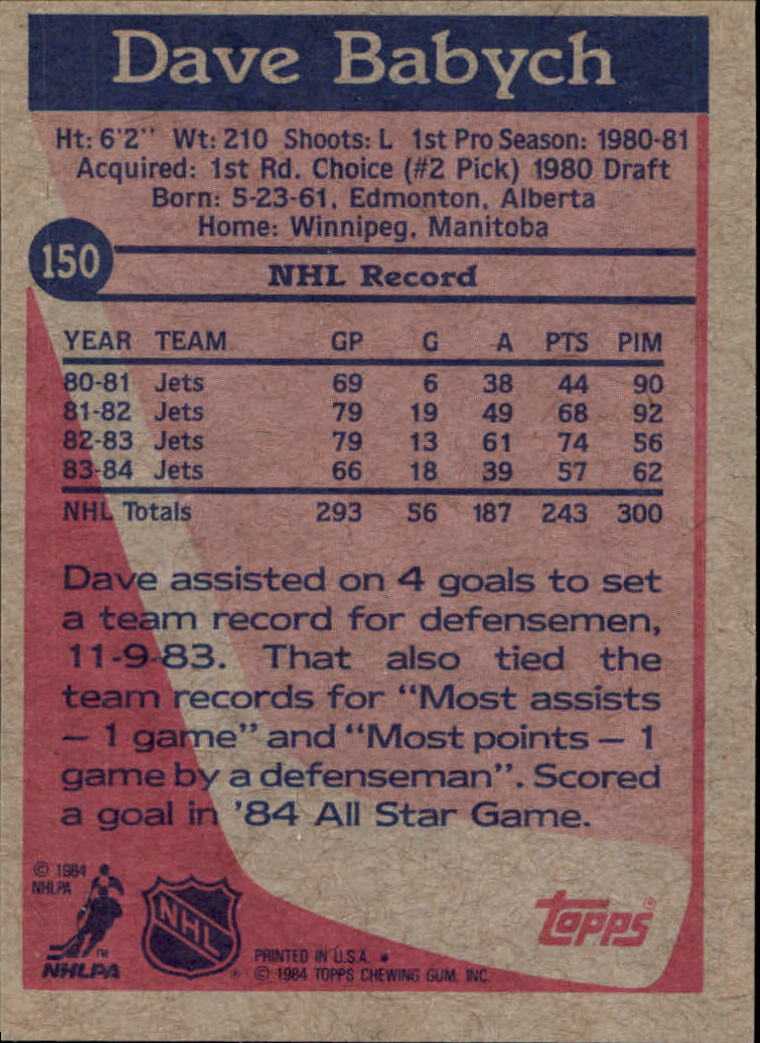 Dave Babych
Ht: 6'2" Wt: 210 Shoots: L 1st Pro Season: 1980-81
Acquired: 1st Rd. Choice (#2 Pick) 1980 Draft
Born: 5-23-61, Edmonton, Alberta
Home: Winnipeg, Manitoba
150
NHL Record
YEAR TEAM GP G A PTS PIM
80-81 Jets 69 6 38 44 90
81-82 Jets 79 19 49 68 92
82-83 Jets 79 13 61 74 56
83-84 Jets 66 18 39 57 62
NHL Totals 293 56 187 243 300
Dave assisted on 4 goals to set
a team record for defensemen,
11-9-83. That also tied the
team records for “Most assists
— 1 game” and “Most points — 1
game by a defenseman”. Scored
a goal in ’84 All Star Game.
© 1984
NHLPA
™
NHLPA
NHL
®
PRINTED IN U.S.A. *
© 1984 TOPPS CHEWING GUM, INC.
topps®